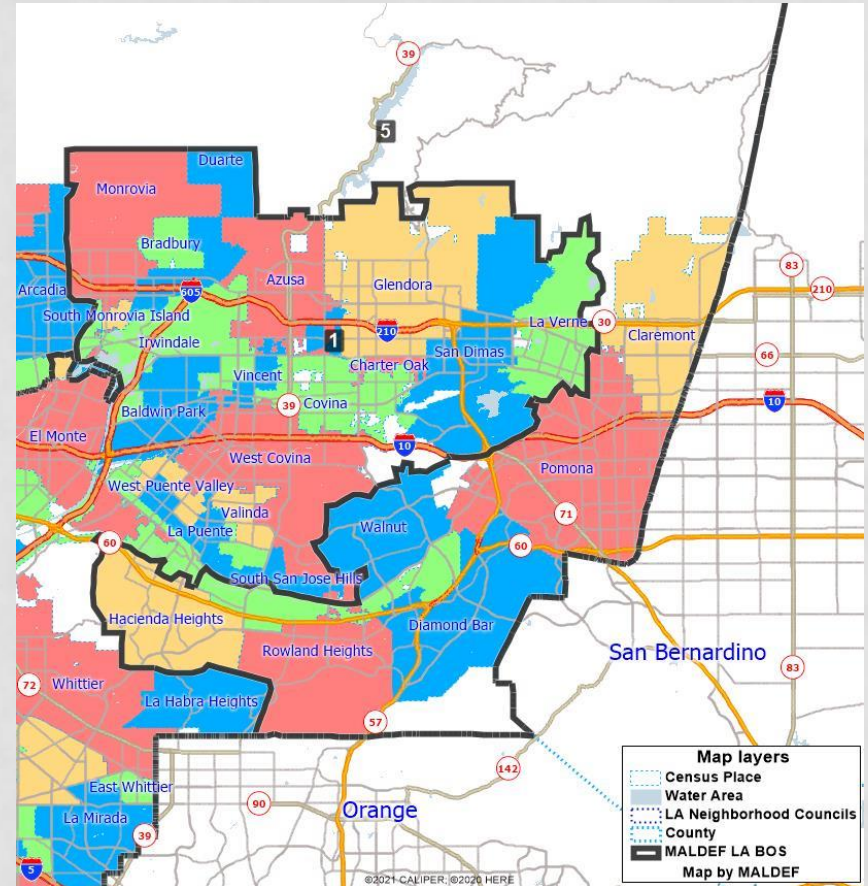 39
5
Duarte
Monrovia
Bradbury
83
Azusa
605
210
Glendora
Arcadia
South Monrovia Island
La Verne
30
Claremont
1
210
Irwindale
San Dimas
66
Charter Oak
Vincent
39
Covina
10
Baldwin Park
El Monte
10
West Covina
Pomona
West Puente Valley
Valinda
71
Walnut
La Puente
60
60
South San Jose Hills
Hacienda Heights
Diamond Bar
Rowland Heights
San Bernardino
83
72
Whittier
La Habra Heights
57
142
East Whittier
90
Orange
La Mirada
39
5
Map layers
Census Place
Water Area
LA Neighborhood Councils
County
MALDEF LA BOS
Map by MALDEF
©2021 CALIPER; ©2020 HERE